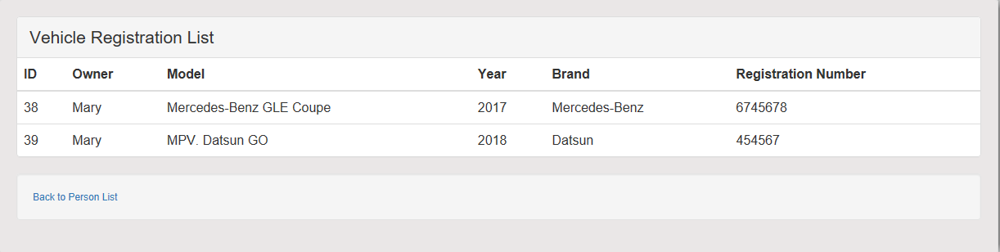 Vehicle Registration List
ID Owner Model Year Brand Registration Number
38 Mary Mercedes-Benz GLE Coupe 2017 Mercedes-Benz 6745678
39 Mary MPV. Datsun GO 2018 Datsun 454567
Back to Person List